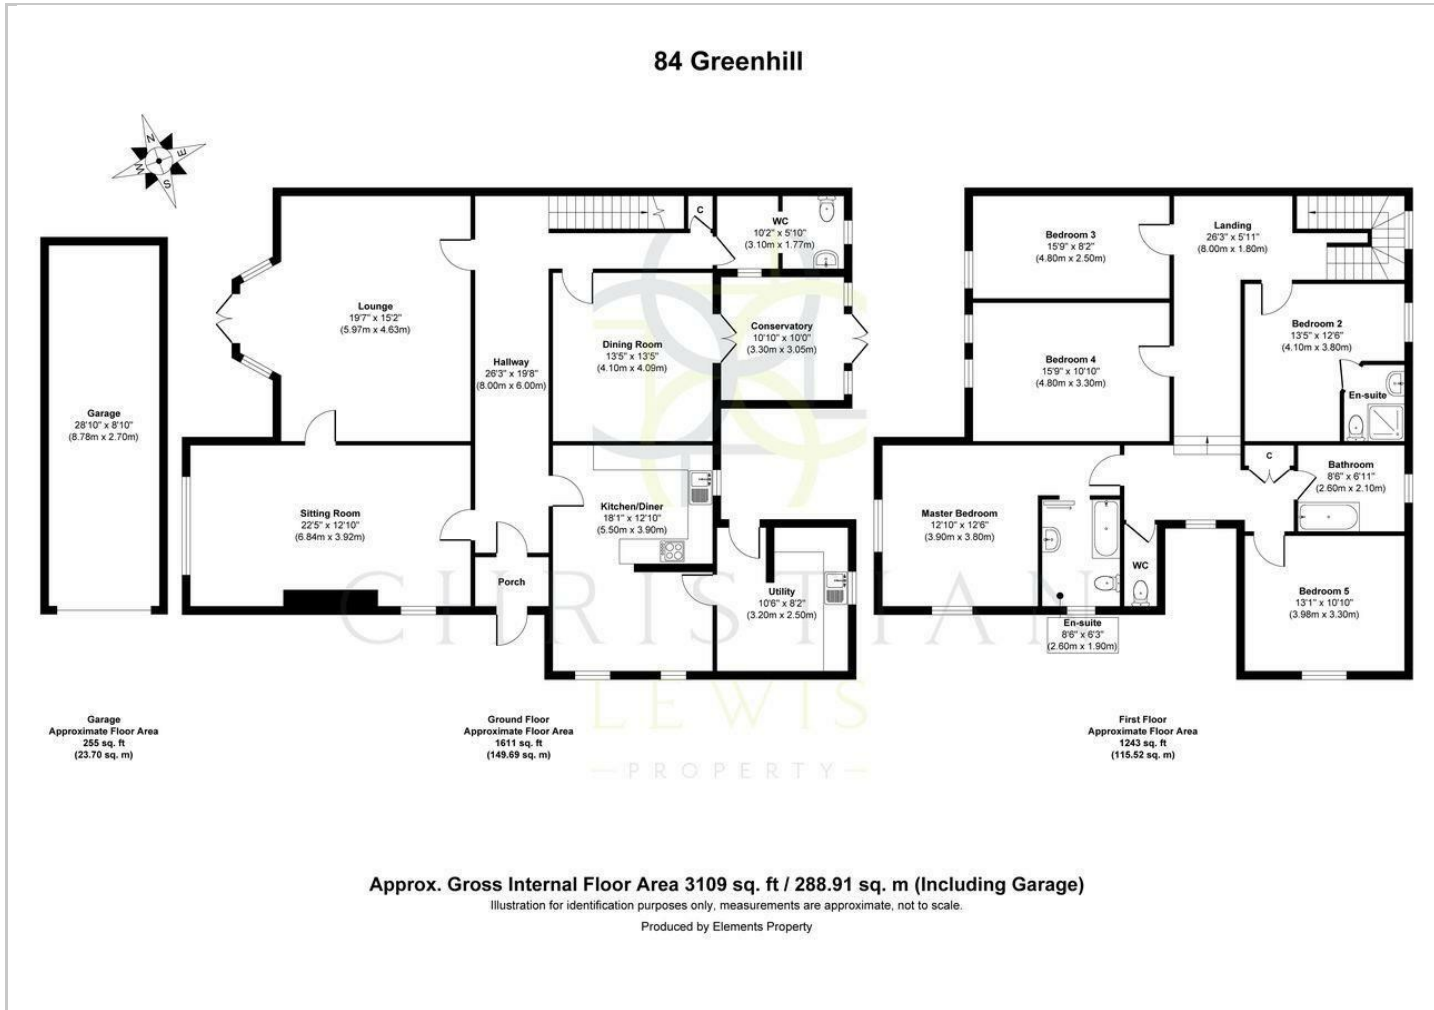 84 Greenhill
N
E
S
W
Garage
28'10" x 8'10"
(8.78m x 2.70m)
Lounge
19'7" x 15'2"
(5.97m x 4.63m)
Sitting Room
22'5" x 12'10"
(6.84m x 3.92m)
Hallway
26'3" x 19'8"
(8.00m x 6.00m)
Porch
Dining Room
13'5" x 13'5"
(4.10m x 4.09m)
Kitchen/Diner
18'1" x 12'10"
(5.50m x 3.90m)
C
WC
10'2" x 5'10"
(3.10m x 1.77m)
Conservatory
10'10" x 10'0"
(3.30m x 3.05m)
Utility
10'6" x 8'2"
(3.20m x 2.50m)
Bedroom 3
15'9" x 8'2"
(4.80m x 2.50m)
Landing
26'3" x 5'11"
(8.00m x 1.80m)
Bedroom 4
15'9" x 10'10"
(4.80m x 3.30m)
Bedroom 2
13'5" x 12'6"
(4.10m x 3.80m)
En-suite
C
Bathroom
8'6" x 6'11"
(2.60m x 2.10m)
Master Bedroom
12'10" x 12'6"
(3.90m x 3.80m)
WC
En-suite
8'6" x 6'3"
(2.60m x 1.90m)
Bedroom 5
13'1" x 10'10"
(3.98m x 3.30m)
CHRISTIAN
LEWIS
PROPERTY
Garage
Approximate Floor Area
255 sq. ft
(23.70 sq. m)
Ground Floor
Approximate Floor Area
1611 sq. ft
(149.69 sq. m)
First Floor
Approximate Floor Area
1243 sq. ft
(115.52 sq. m)
Approx. Gross Internal Floor Area 3109 sq. ft / 288.91 sq. m (Including Garage)
Illustration for identification purposes only, measurements are approximate, not to scale.
Produced by Elements Property